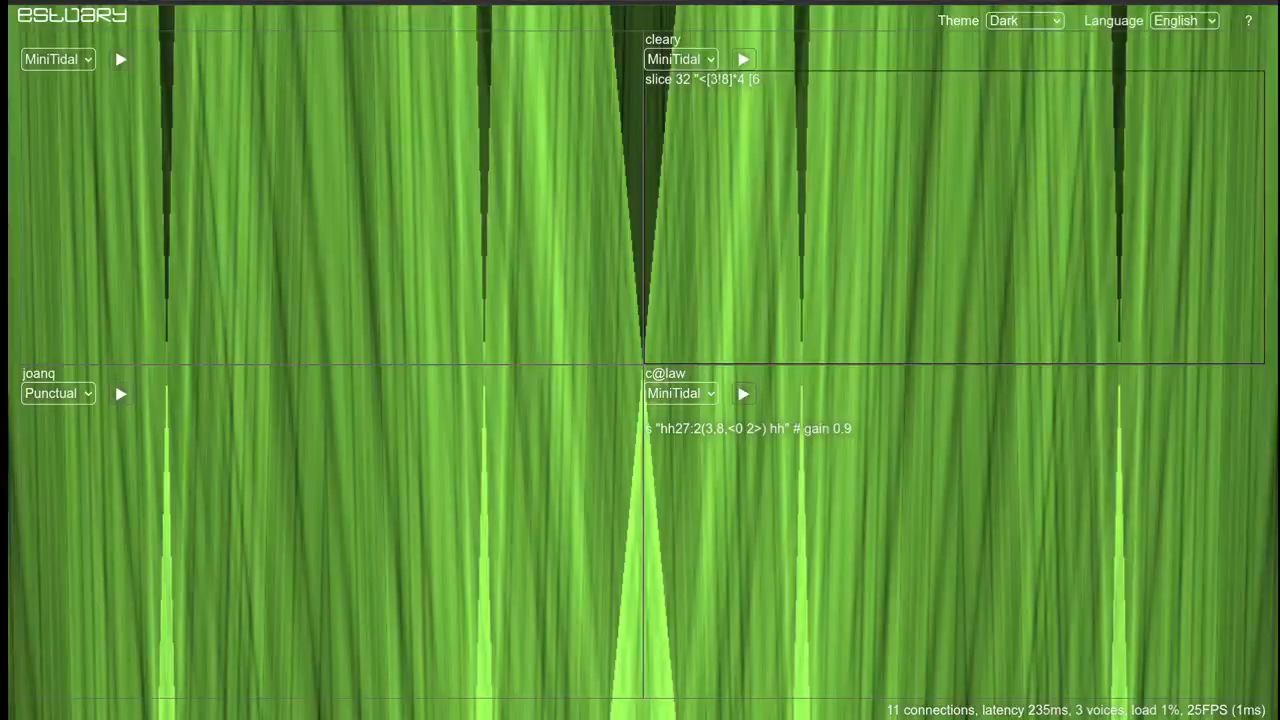 estuary
Theme Dark Language English ?
MiniTidal
cleary
MiniTidal
slice 32 "<[3!8]*4 [6
joanq
Punctual
c@law
MiniTidal
s "hh27:2(3,8,<0 2>) hh" # gain 0.9
11 connections, latency 235ms, 3 voices, load 1%, 25FPS (1ms)